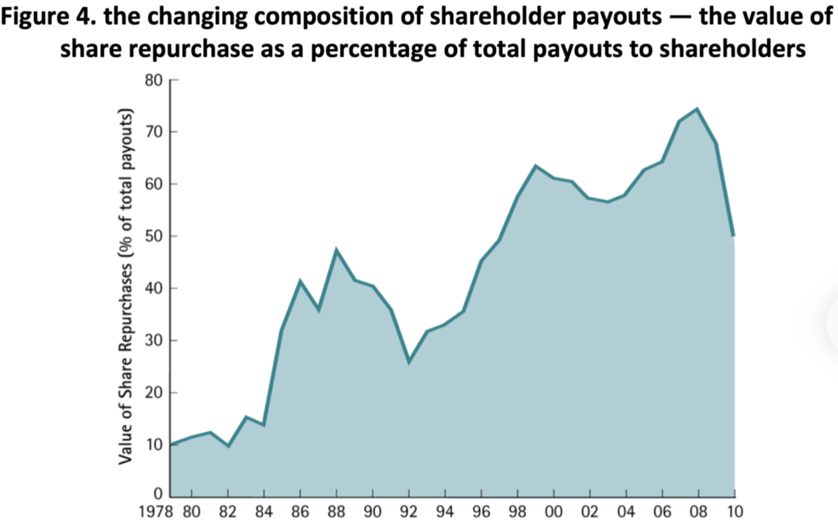 Figure 4. the changing composition of shareholder payouts — the value of
share repurchase as a percentage of total payouts to shareholders
Value of Share Repurchases (% of total payouts)
80
70
60
50
40
30
20
10
0
1978 80 82 84 86 88 90 92 94 96 98 00 02 04 06 08 10